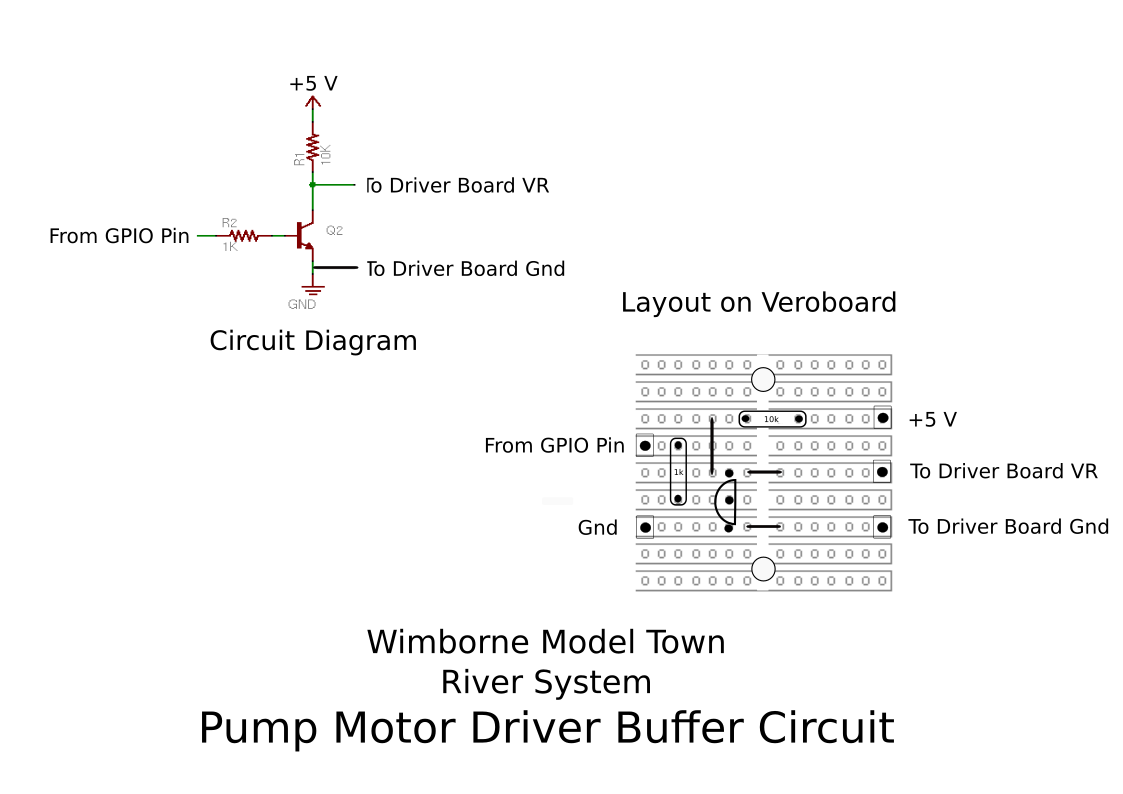 +5 V
R1
10K
To Driver Board VR
R2
From GPIO Pin
1K
Q2
To Driver Board Gnd
GND
Circuit Diagram
Layout on Veroboard
10k
+5 V
From GPIO Pin
1k
To Driver Board VR
Gnd
To Driver Board Gnd
Wimborne Model Town
River System
Pump Motor Driver Buffer Circuit